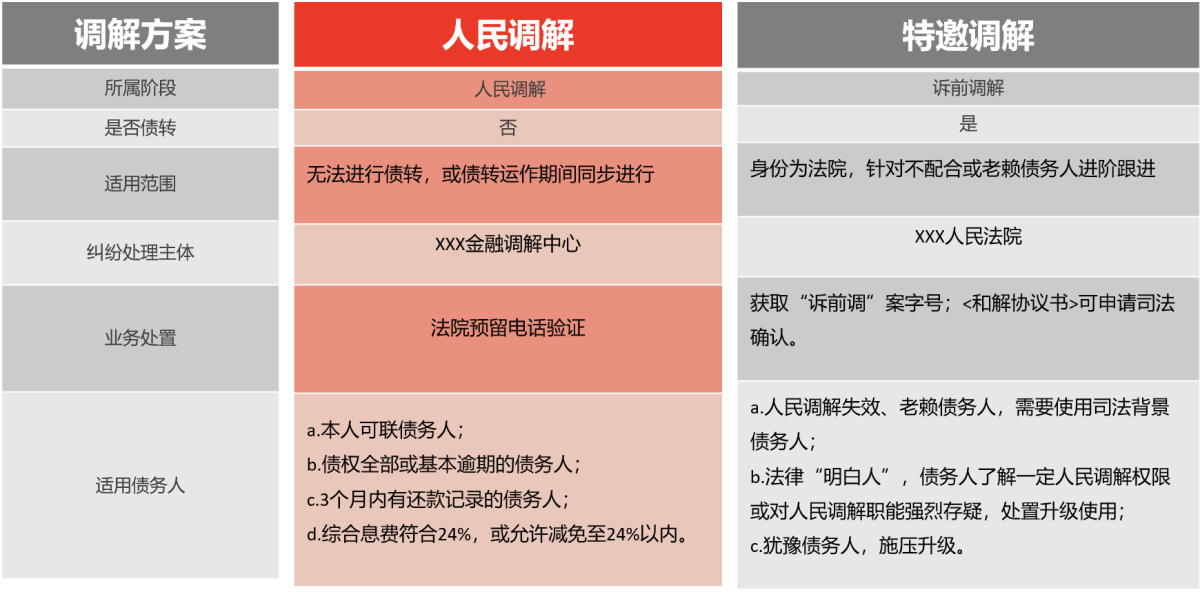 调解方案
人民调解
特邀调解
所属阶段
人民调解
诉前调解
是否债转
否
是
适用范围
无法进行债转，或债转运作期间同步进行
身份为法院，针对不配合或老赖债务人进阶跟进
纠纷处理主体
XXX金融调解中心
XXX人民法院
业务处置
法院预留电话验证
获取“诉前调”案字号；<和解协议书>可申请司法
确认。
适用债务人
a.本人可联债务人；
b.债权全部或基本逾期的债务人；
c.3个月内有还款记录的债务人；
d.综合息费符合24%，或允许减免至24%以内。
a.人民调解失效、老赖债务人，需要使用司法背景
债务人；
b.法律“明白人”，债务人了解一定人民调解权限
或对人民调解职能强烈存疑，处置升级使用；
c.犹豫债务人，施压升级。